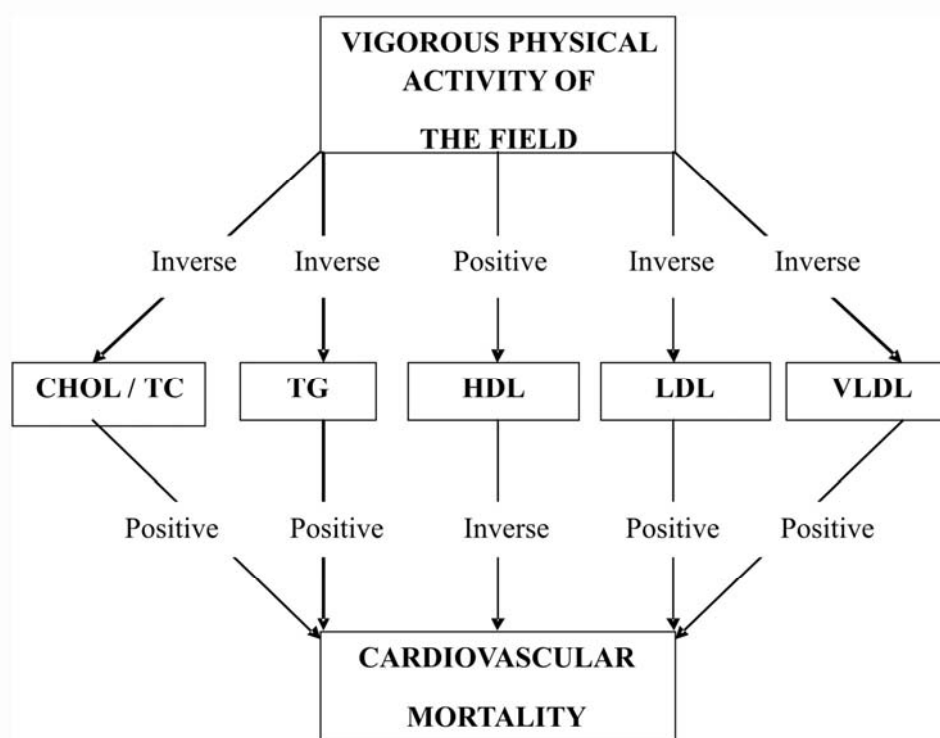 VIGOROUS PHYSICAL
ACTIVITY OF
THE FIELD
Inverse Inverse Positive Inverse Inverse
CHOL / TC TG HDL LDL VLDL
Positive Positive Inverse Positive Positive
CARDIOVASCULAR
MORTALITY